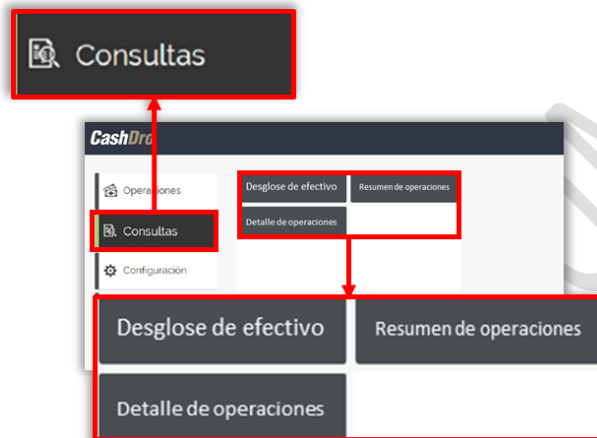 Consultas
CashDro
Operaciones
Consultas
Configuración
Desglose de efectivo
Resumen de operaciones
Detalle de operaciones
Desglose de efectivo
Resumen de operaciones
Detalle de operaciones